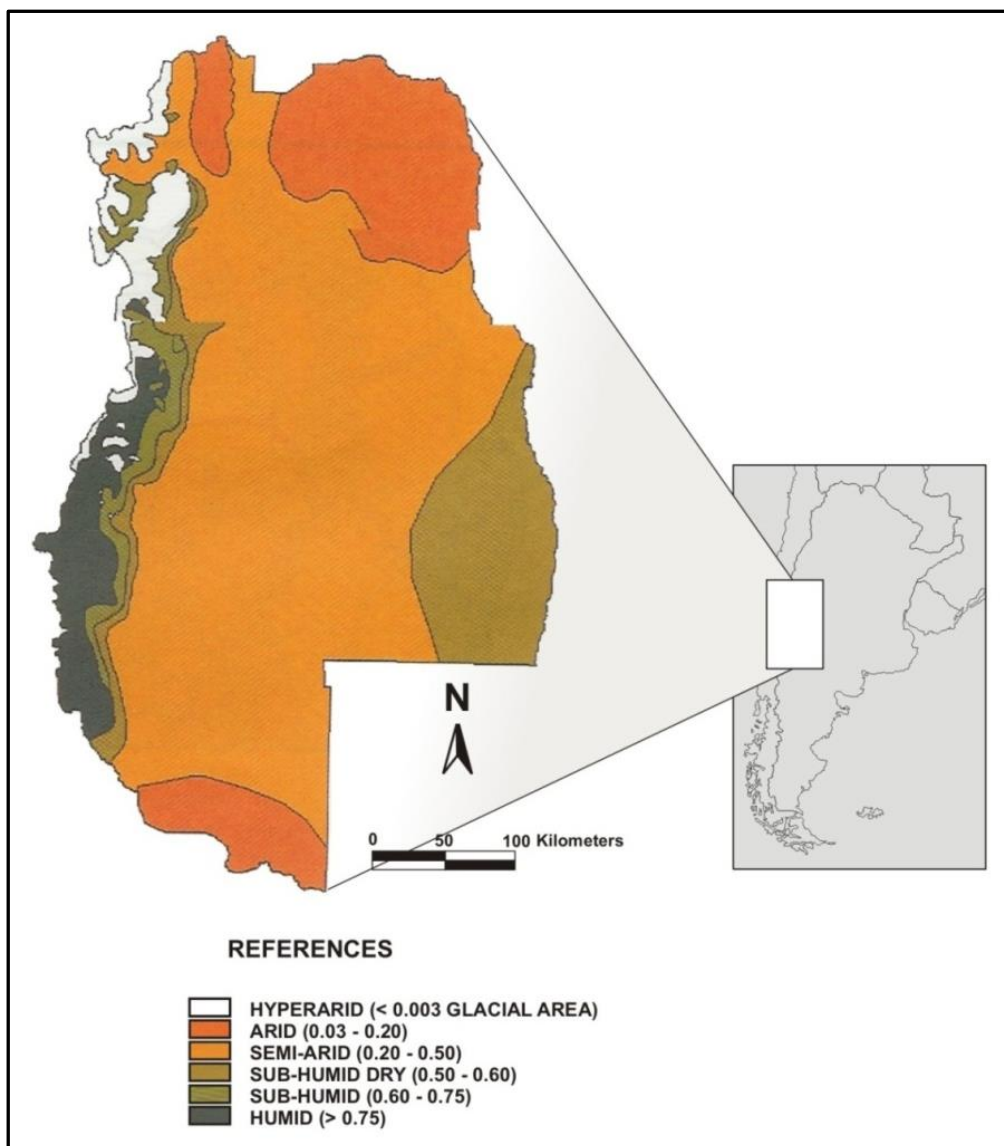 N
0 50 100 Kilometers
REFERENCES
HYPERARID (< 0.003 GLACIAL AREA)
ARID (0.03 - 0.20)
SEMI-ARID (0.20 - 0.50)
SUB-HUMID DRY (0.50 - 0.60)
SUB-HUMID (0.60 - 0.75)
HUMID (> 0.75)